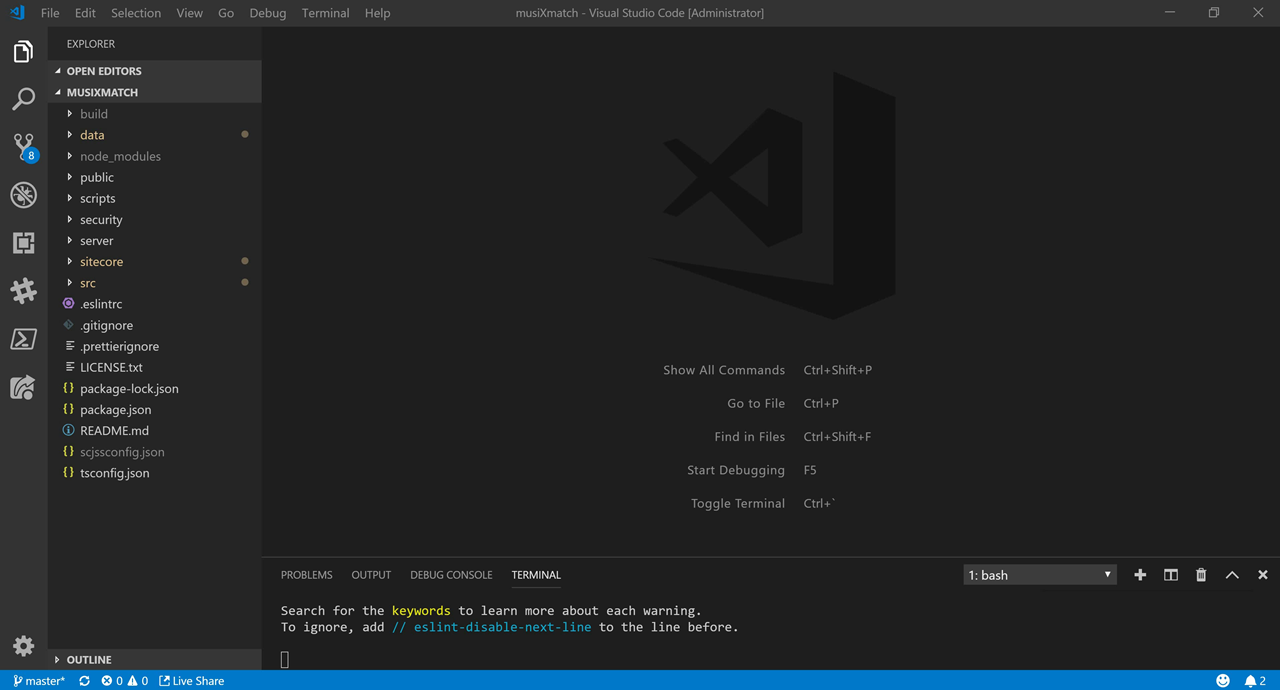 File Edit Selection View Go Debug Terminal Help musiXmatch - Visual Studio Code [Administrator]
EXPLORER
OPEN EDITORS
MUSIXMATCH
build
data
node_modules
public
scripts
security
server
sitecore
src
.eslintrc
.gitignore
.prettierignore
LICENSE.txt
package-lock.json
package.json
README.md
scjssconfig.json
tsconfig.json
OUTLINE
8
Show All Commands Ctrl+Shift+P
Go to File Ctrl+P
Find in Files Ctrl+Shift+F
Start Debugging F5
Toggle Terminal Ctrl+`
PROBLEMS OUTPUT DEBUG CONSOLE TERMINAL 1: bash
Search for the keywords to learn more about each warning.
To ignore, add // eslint-disable-next-line to the line before.
master* 0 0 Live Share 2